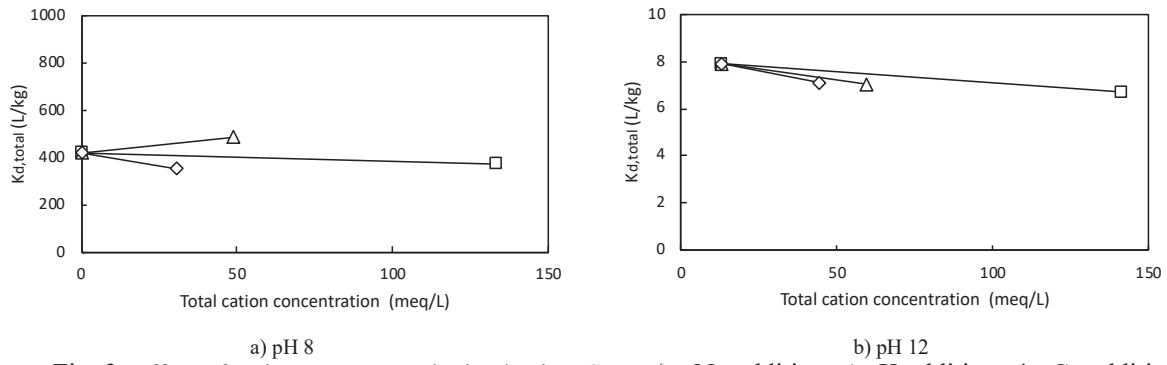 1000
800
600
400
200
0
Kd,total (L/kg)
0 50 100 150
Total cation concentration (meq/L)
a) pH 8
10
8
6
4
2
0
Kd,total (L/kg)
0 50 100 150
Total cation concentration (meq/L)
b) pH 12